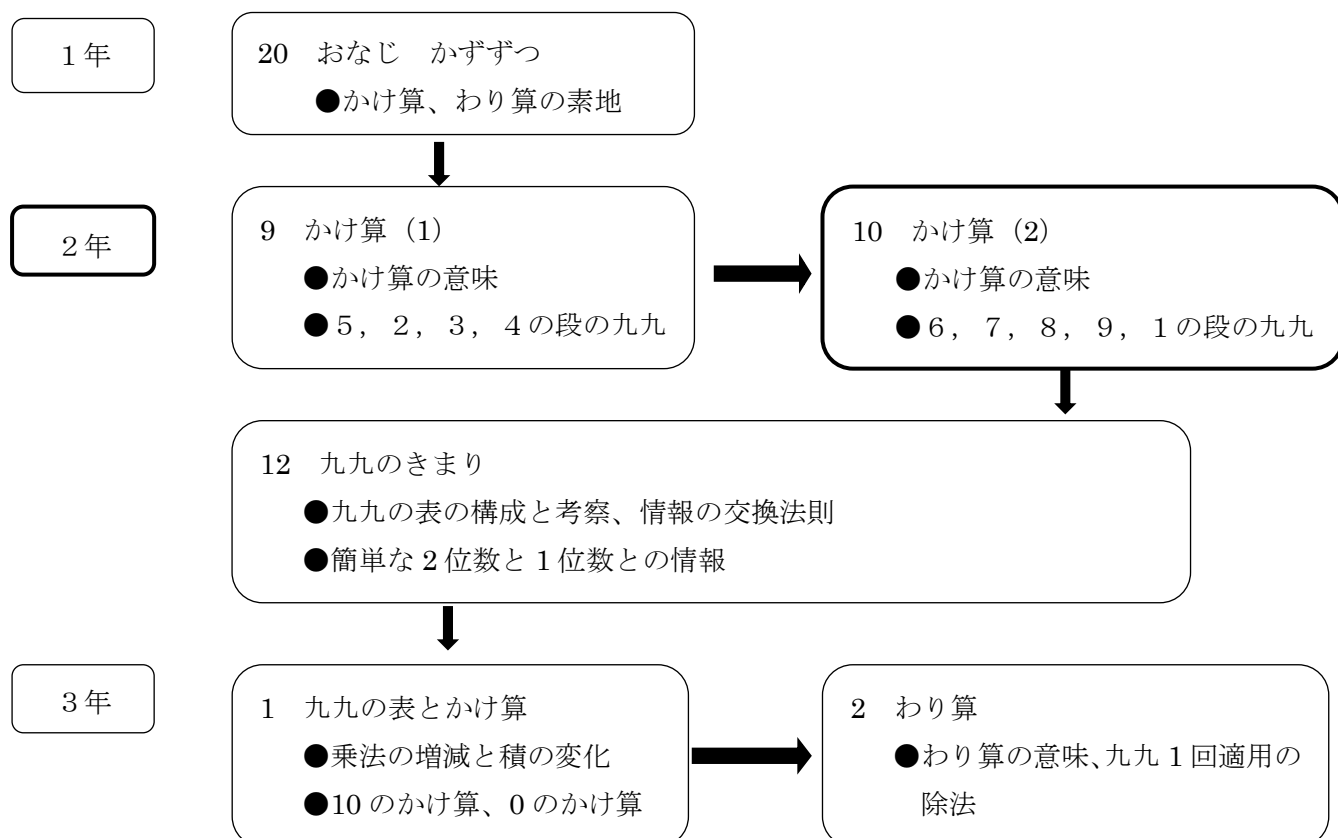 １年
20　おなじ　かずずつ
●かけ算、わり算の素地
２年
9　かけ算（1）
●かけ算の意味
●５，２，３，４の段の九九
10　かけ算（2）
●かけ算の意味
●６，７，８，９，１の段の九九
12　九九のきまり
●九九の表の構成と考察、情報の交換法則
●簡単な２位数と１位数との情報
３年
1　九九の表とかけ算
●乗法の増減と積の変化
●10 のかけ算、0 のかけ算
2　わり算
●わり算の意味、九九 1 回適用の
除法